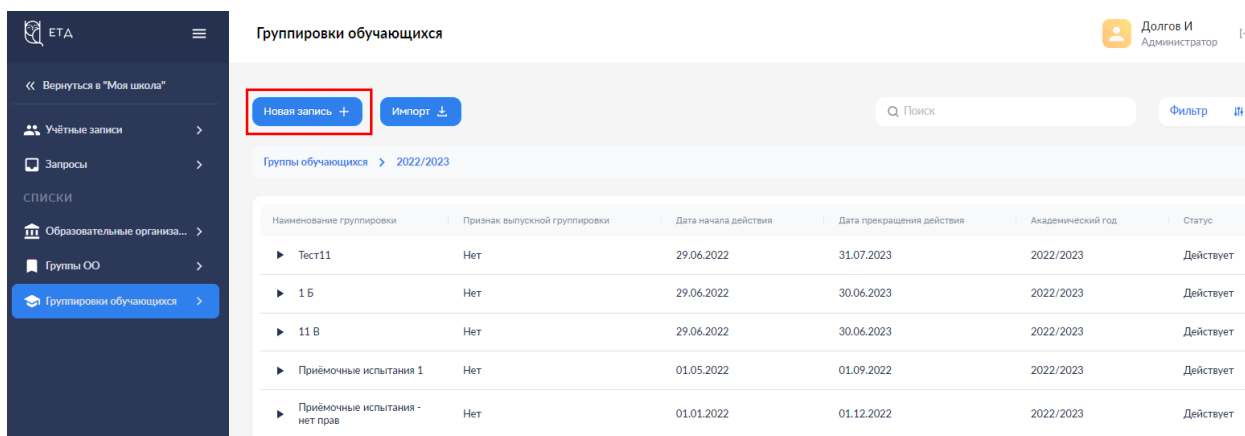 ЕТД
Группировки обучающихся
Долгов И
Администратор
Вернуться в "Моя школа"
Новая запись +
Импорт
Поиск
Фильтр
Учётные записи
Запросы
Группы обучающихся > 2022/2023
СПИСКИ
Образовательные организа...
Группы ОО
Группировки обучающихся
Наименование группировки Признак выпускной группировки Дата начала действия Дата прекращения действия Академический год Статус
Тест11 Нет 29.06.2022 31.07.2023 2022/2023 Действует
1 Б Нет 29.06.2022 30.06.2023 2022/2023 Действует
11 В Нет 29.06.2022 30.06.2023 2022/2023 Действует
Приёмочные испытания 1 Нет 01.05.2022 01.09.2022 2022/2023 Действует
Приёмочные испытания -
нет прав Нет 01.01.2022 01.12.2022 2022/2023 Действует